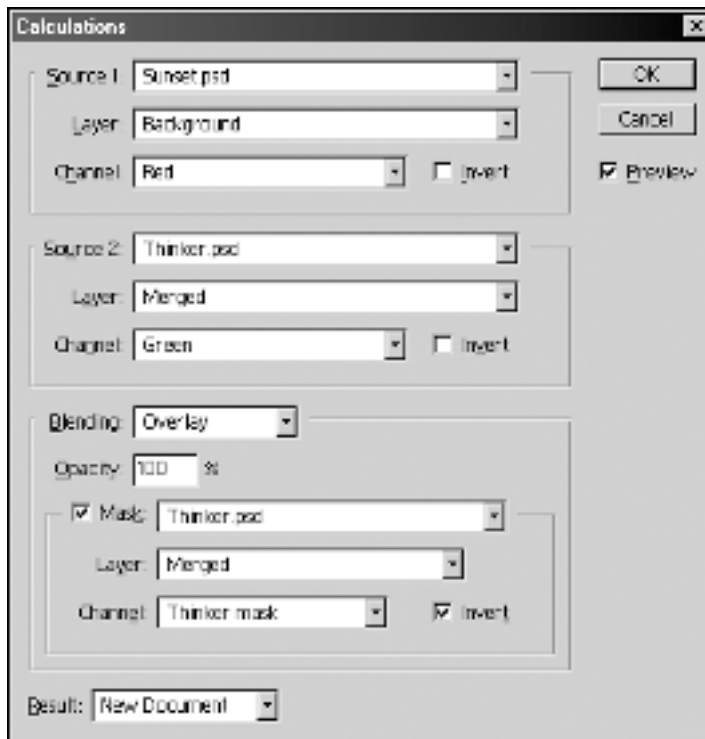 Calculations
Source 1: Sunset.psd
OK
Layer: Background
Cancel
Channel: Red
Invert
Preview
Source 2: Thinker.psd
Layer: Merged
Channel: Green
Invert
Blending: Overlay
Opacity: 100 %
Mask: Thinker.psd
Layer: Merged
Channel: Thinker mask
Invert
Result: New Document